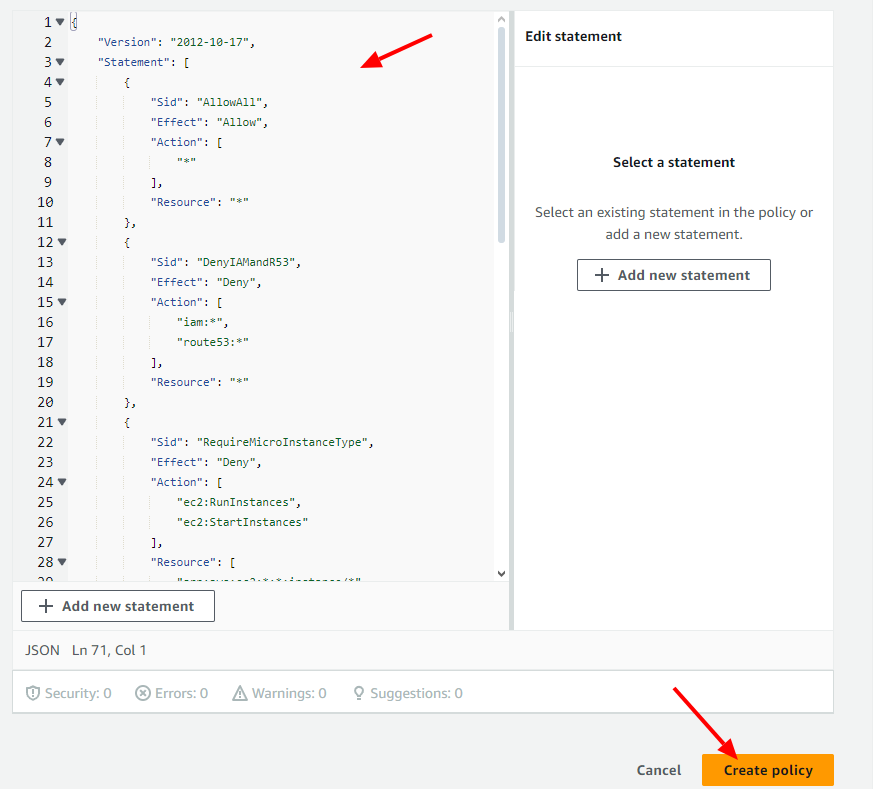 1 {
2 "Version": "2012-10-17",
3 "Statement": [
4 {
5 "Sid": "AllowAll",
6 "Effect": "Allow",
7 "Action": [
8 "*"
9 ],
10 "Resource": "*"
11 },
12 {
13 "Sid": "DenyIAMandR53",
14 "Effect": "Deny",
15 "Action": [
16 "iam:*",
17 "route53:*"
18 ],
19 "Resource": "*"
20 },
21 {
22 "Sid": "RequireMicroInstanceType",
23 "Effect": "Deny",
24 "Action": [
25 "ec2:RunInstances",
26 "ec2:StartInstances"
27 ],
28 "Resource": [
29 "arn:aws:ec2:*:*:instance/*"
+ Add new statement
JSON Ln 71, Col 1
Edit statement
Select a statement
Select an existing statement in the policy or
add a new statement.
+ Add new statement
Security: 0 Errors: 0 Warnings: 0 Suggestions: 0
Cancel Create policy